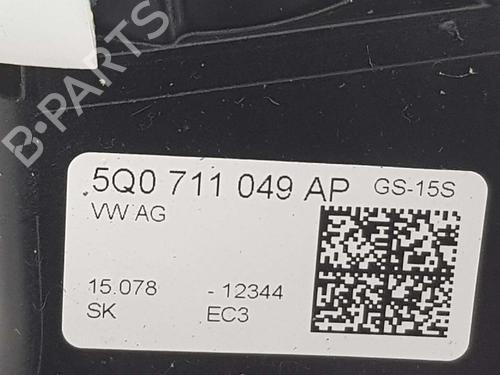 B-PARTS
5Q0 711 049 AP GS-15S
VW AG
15.078 - 12344
SK EC3